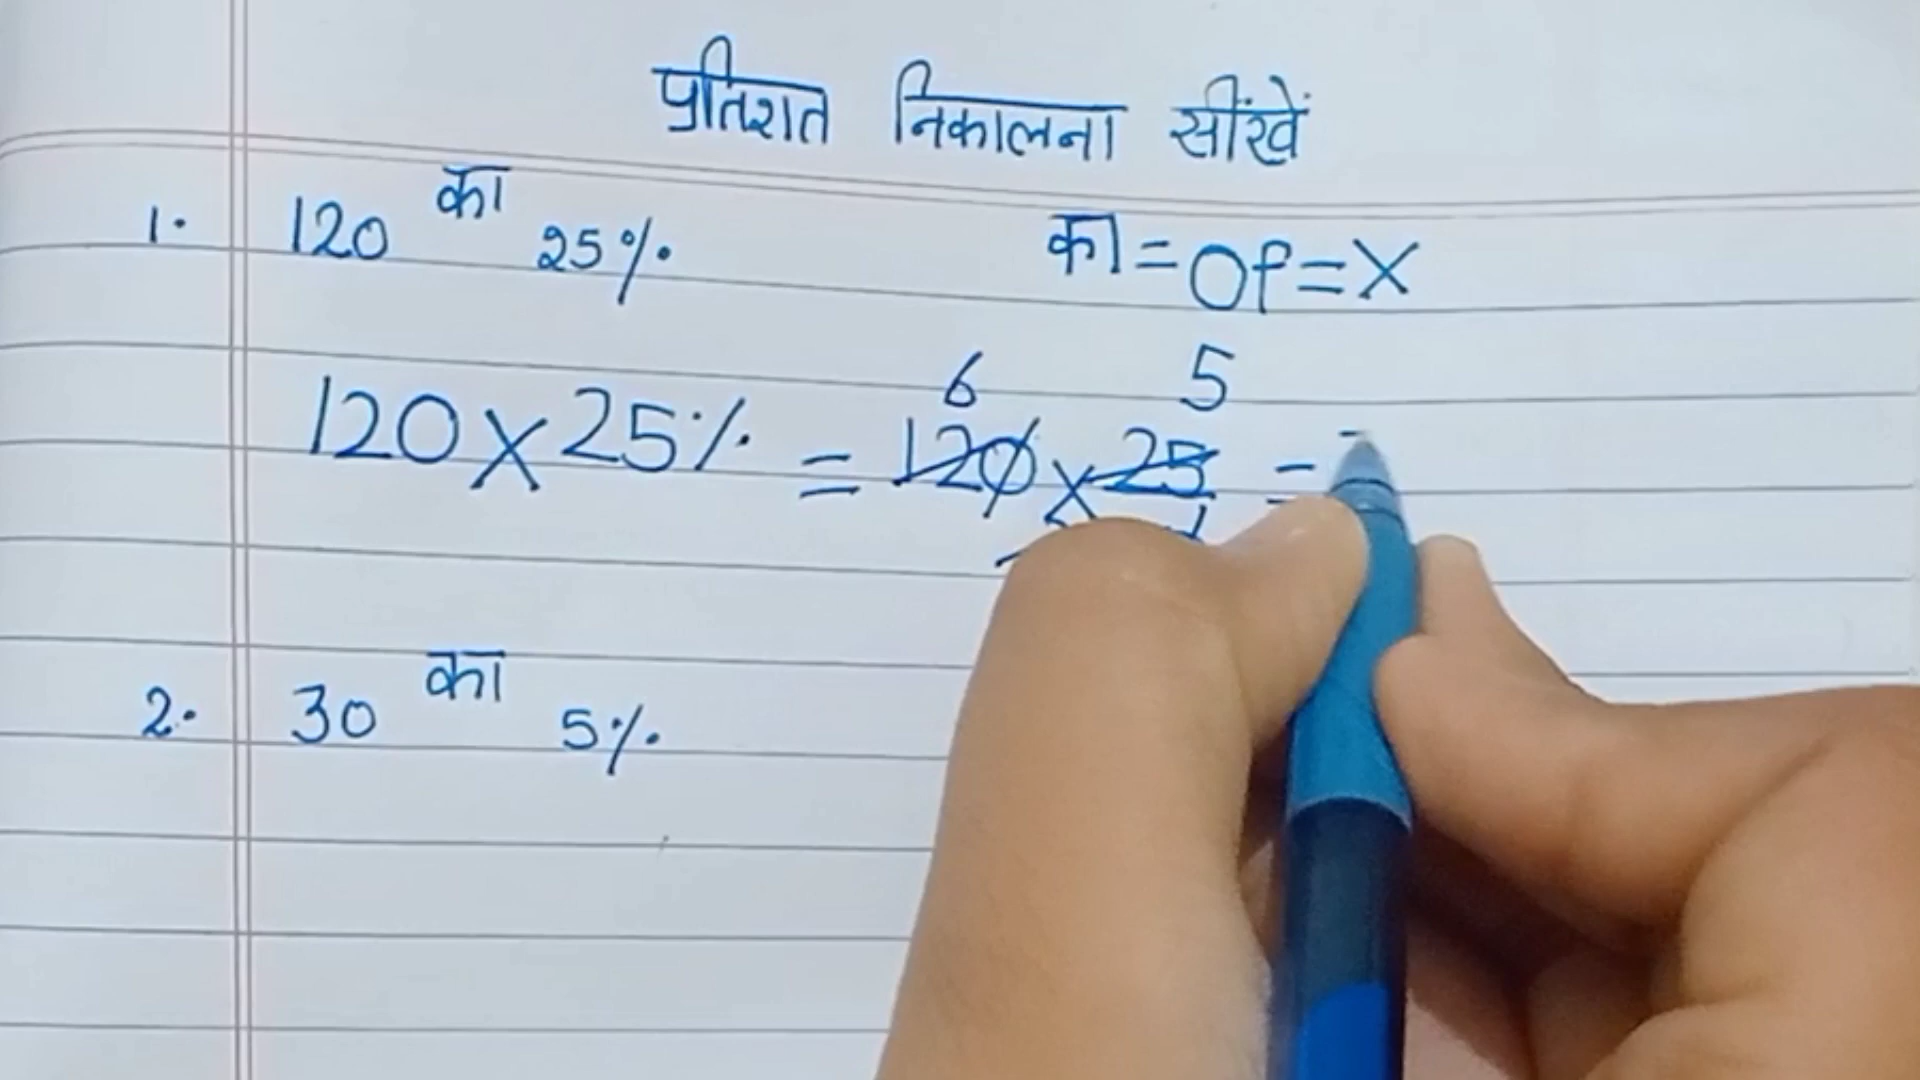 प्रतिशत निकालना सींखें
1. 120 का 25% का = Of = X
6 5
120 X 25% = 120 X 25 =
2. 30 का 5%